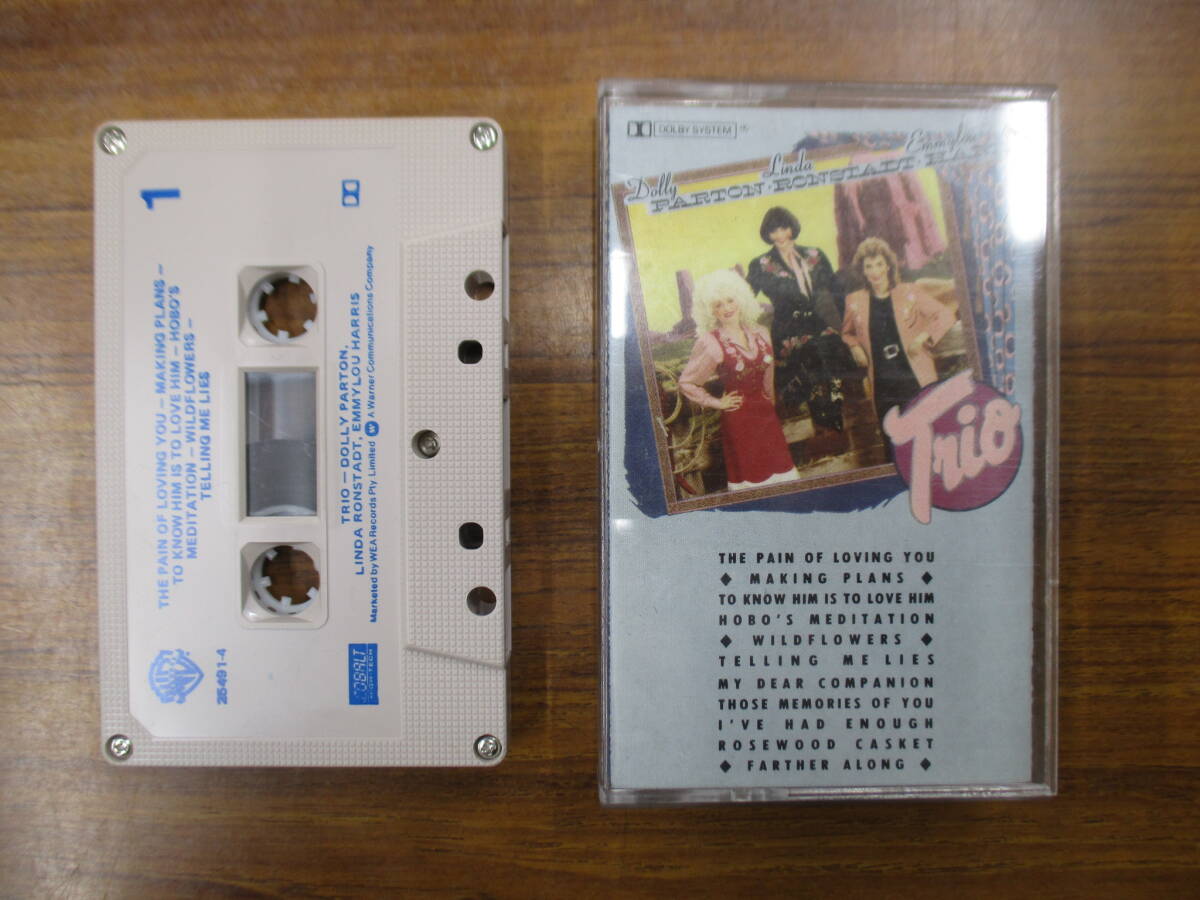 1
THE PAIN OF LOVING YOU – MAKING PLANS –
TO KNOW HIM IS TO LOVE HIM – HOBO'S
MEDITATION – WILDFLOWERS –
TELLING ME LIES
TRIO – DOLLY PARTON,
LINDA RONSTADT, EMMYLOU HARRIS
Marketed by WEA Records Pty Limited W A Warner Communications Company
25491-4
COBALT
HIGH-TECH
DOLBY SYSTEM
Dolly Linda
PARTON · RONSTADT ·
Trio
THE PAIN OF LOVING YOU
◆ MAKING PLANS ◆
TO KNOW HIM IS TO LOVE HIM
HOBO'S MEDITATION
◆ WILDFLOWERS ◆
TELLING ME LIES
MY DEAR COMPANION
THOSE MEMORIES OF YOU
I'VE HAD ENOUGH
ROSEWOOD CASKET
◆ FARTHER ALONG ◆